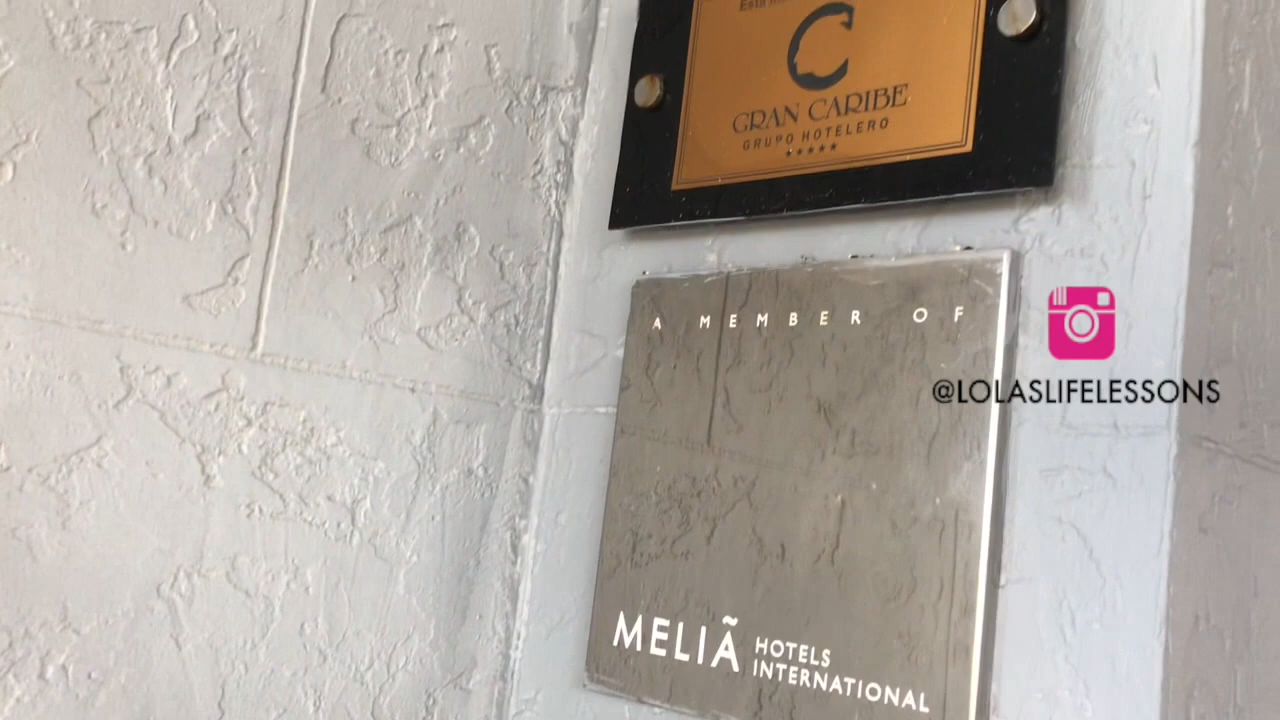 C
GRAN CARIBE
GRUPO HOTELERO
A MEMBER OF
@LOLASLIFELESSONS
MELIÃ HOTELS
INTERNATIONAL